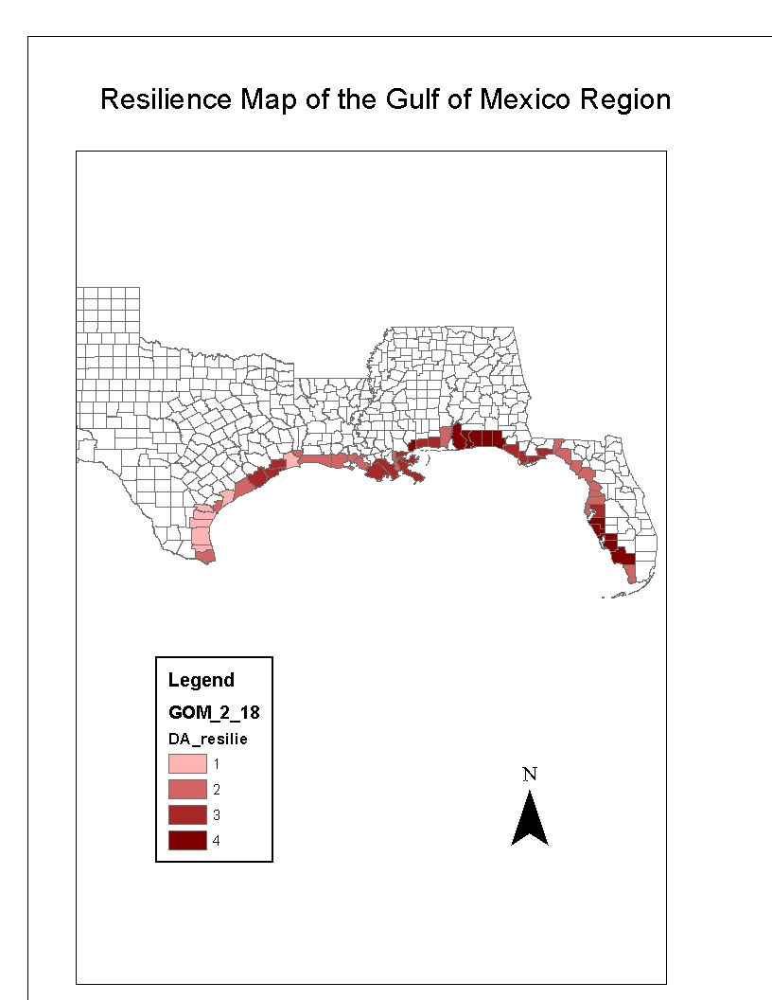 Resilience Map of the Gulf of Mexico Region
Legend
GOM_2_18
DA_resilie
1
2
3
4
N